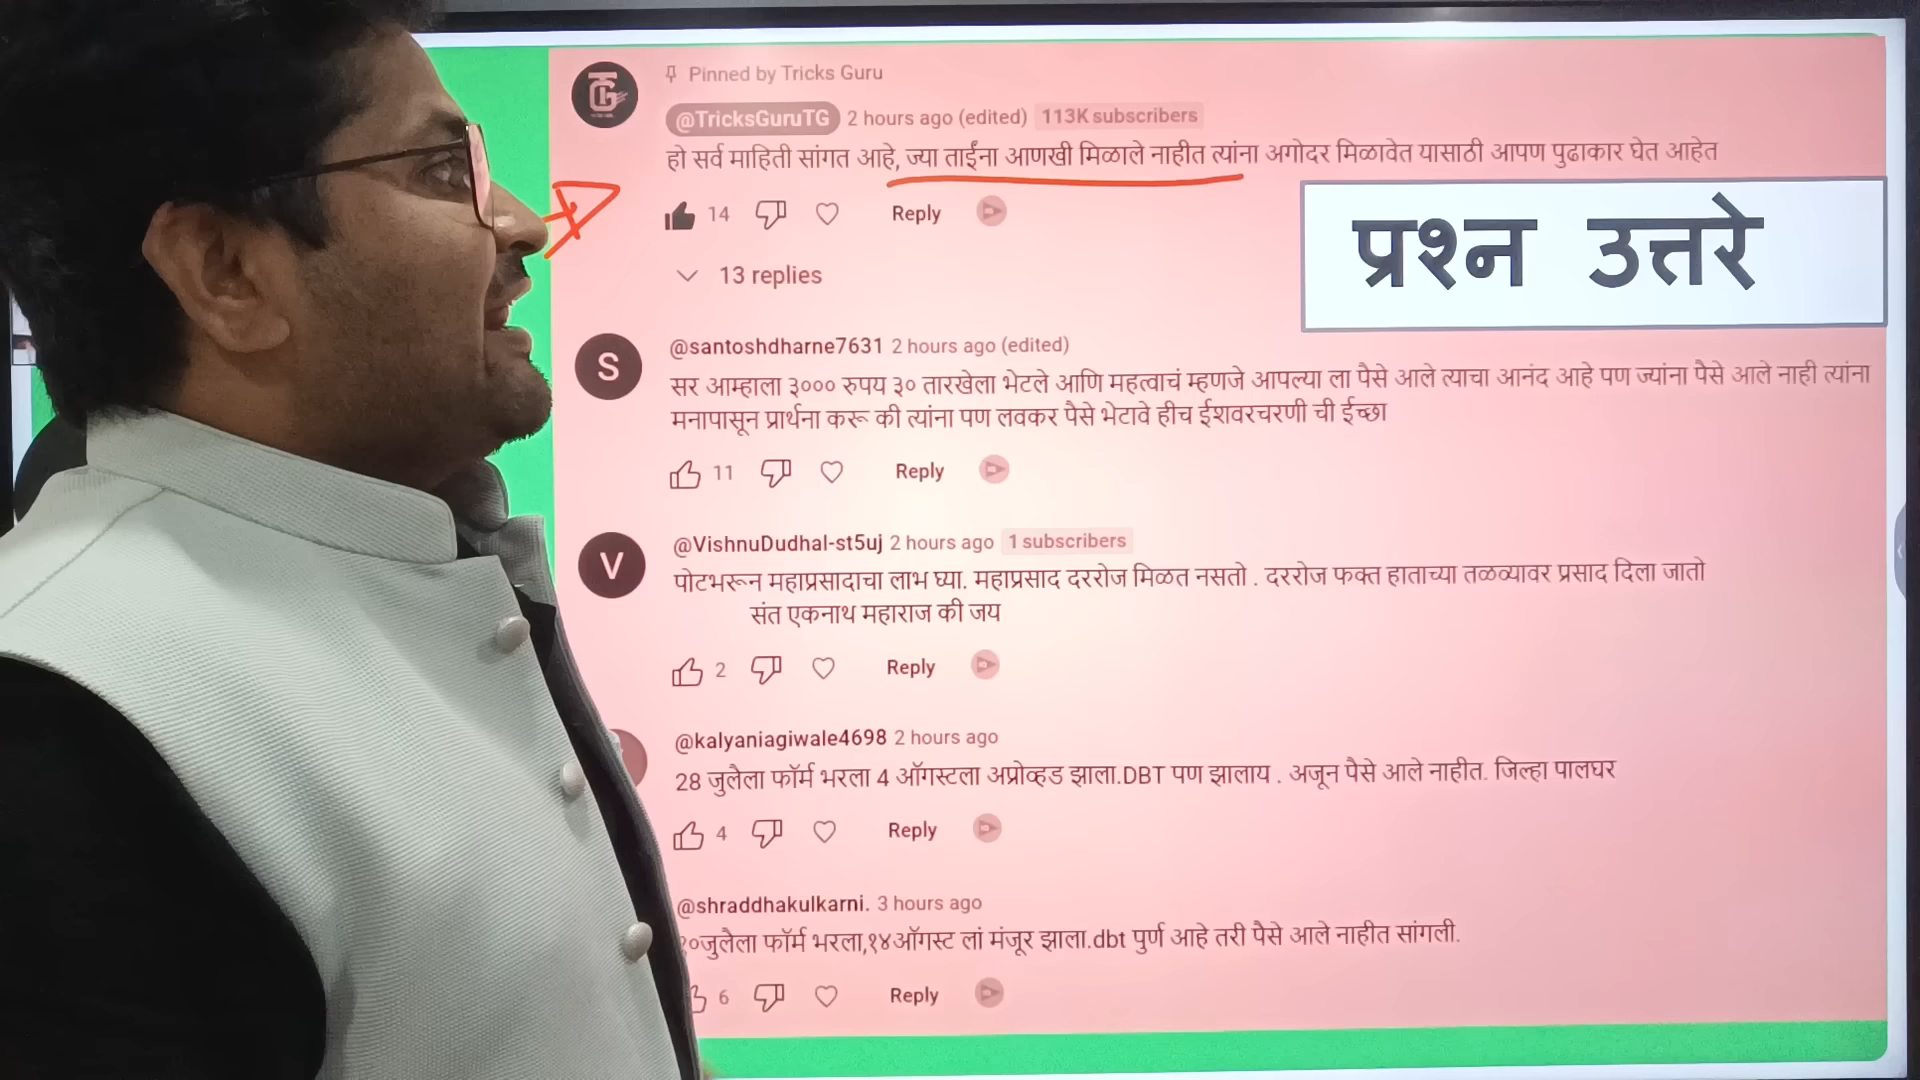 Pinned by Tricks Guru
@TricksGuruTG 2 hours ago (edited) 113K subscribers
हो सर्व माहिती सांगत आहे, ज्या ताईंना आणखी मिळाले नाहीत त्यांना अगोदर मिळावेत यासाठी आपण पुढाकार घेत आहेत
14 Reply
प्रश्न उत्तरे
13 replies
S
@santoshdharne7631 2 hours ago (edited)
सर आम्हाला ३००० रुपय ३० तारखेला भेटले आणि महत्वाचं म्हणजे आपल्या ला पैसे आले त्याचा आनंद आहे पण ज्यांना पैसे आले नाही त्यांना
मनापासून प्रार्थना करू की त्यांना पण लवकर पैसे भेटावे हीच ईशवरचरणी ची ईच्छा
11 Reply
V
@VishnuDudhal-st5uj 2 hours ago 1 subscribers
पोटभरून महाप्रसादाचा लाभ घ्या. महाप्रसाद दररोज मिळत नसतो . दररोज फक्त हाताच्या तळव्यावर प्रसाद दिला जातो
संत एकनाथ महाराज की जय
2 Reply
@kalyaniagiwale4698 2 hours ago
28 जुलैला फॉर्म भरला 4 ऑगस्टला अप्रोव्हड झाला.DBT पण झालाय . अजून पैसे आले नाहीत. जिल्हा पालघर
4 Reply
@shraddhakulkarni. 3 hours ago
जुलैला फॉर्म भरला,१४ऑगस्ट लां मंजूर झाला.dbt पुर्ण आहे तरी पैसे आले नाहीत सांगली.
6 Reply